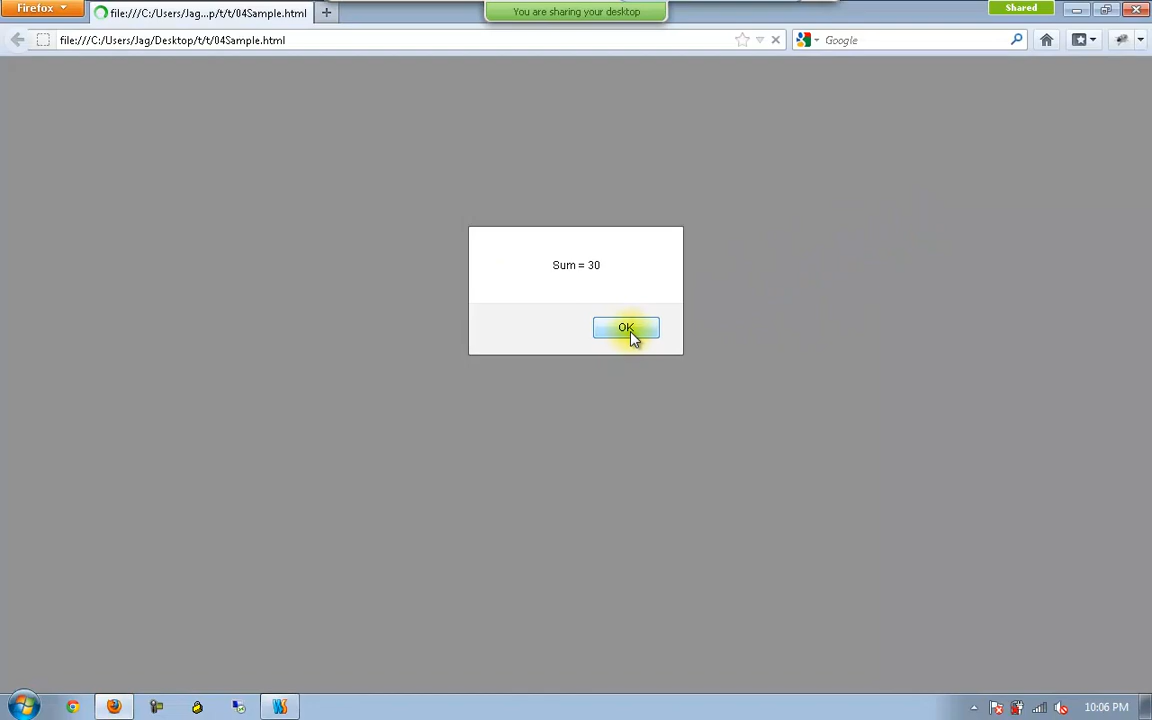 Firefox
file:///C:/Users/Jag...p/t/t/04Sample.html
You are sharing your desktop
Shared
file:///C:/Users/Jag/Desktop/t/t/04Sample.html
Google
Sum = 30
OK
10:06 PM